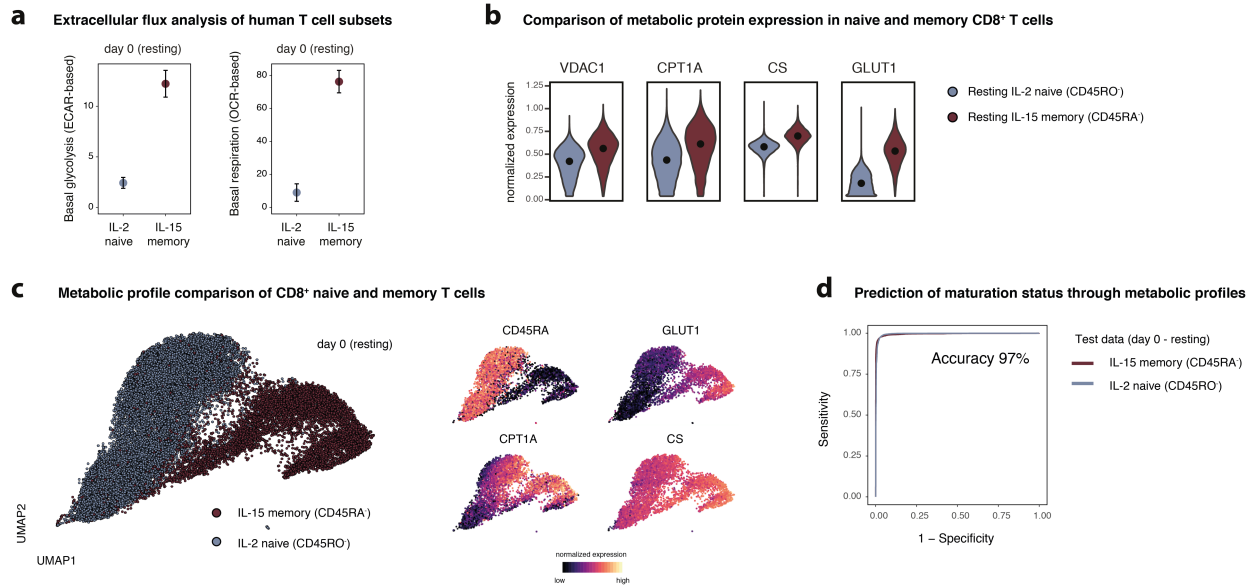 a
Extracellular flux analysis of human T cell subsets
day 0 (resting)
Basal glycolysis (ECAR-based)
10
5
0
IL-2
naive
IL-15
memory
day 0 (resting)
Basal respiration (OCR-based)
80
60
40
20
0
IL-2
naive
IL-15
memory
b
Comparison of metabolic protein expression in naive and memory CD8⁺ T cells
VDAC1
CPT1A
CS
GLUT1
normalized expression
1.25
1.00
0.75
0.50
0.25
0.00
Resting IL-2 naive (CD45RO⁻)
Resting IL-15 memory (CD45RA⁻)
c
Metabolic profile comparison of CD8⁺ naive and memory T cells
day 0 (resting)
IL-15 memory (CD45RA⁻)
IL-2 naive (CD45RO⁻)
UMAP2
UMAP1
CD45RA
GLUT1
CPT1A
CS
normalized expression
low
high
d
Prediction of maturation status through metabolic profiles
1.00
0.75
0.50
0.25
0.00
Sensitivity
Accuracy 97%
0.00
0.25
0.50
0.75
1.00
1 − Specificity
Test data (day 0 - resting)
IL-15 memory (CD45RA⁻)
IL-2 naive (CD45RO⁻)